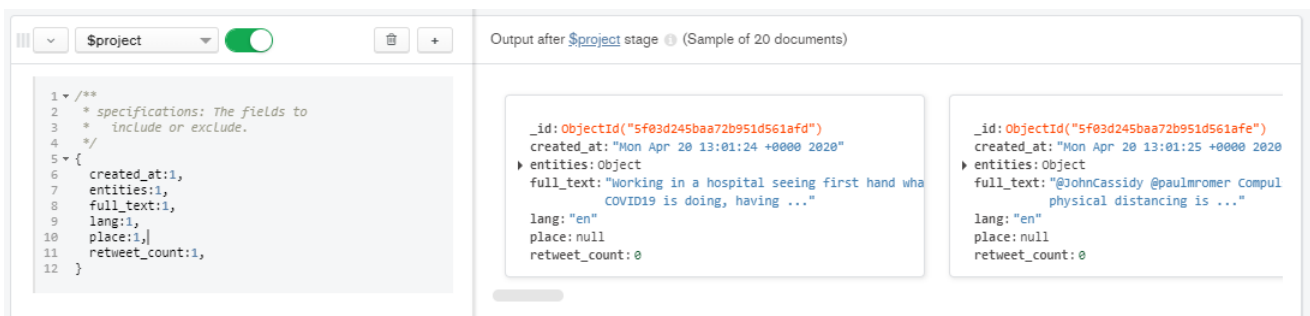 $project
+
Output after $project stage (Sample of 20 documents)
1 /**
2 * specifications: The fields to
3 * include or exclude.
4 */
5 {
6 created_at:1,
7 entities:1,
8 full_text:1,
9 lang:1,
10 place:1,
11 retweet_count:1,
12 }
_id: ObjectId("5f03d245baa72b951d561afd")
created_at: "Mon Apr 20 13:01:24 +0000 2020"
entities: Object
full_text: "Working in a hospital seeing first hand wha
COVID19 is doing, having ..."
lang: "en"
place: null
retweet_count: 0
_id: ObjectId("5f03d245baa72b951d561afe")
created_at: "Mon Apr 20 13:01:25 +0000 2020
entities: Object
full_text: "@JohnCassidy @paulmromer Compul
physical distancing is ..."
lang: "en"
place: null
retweet_count: 0